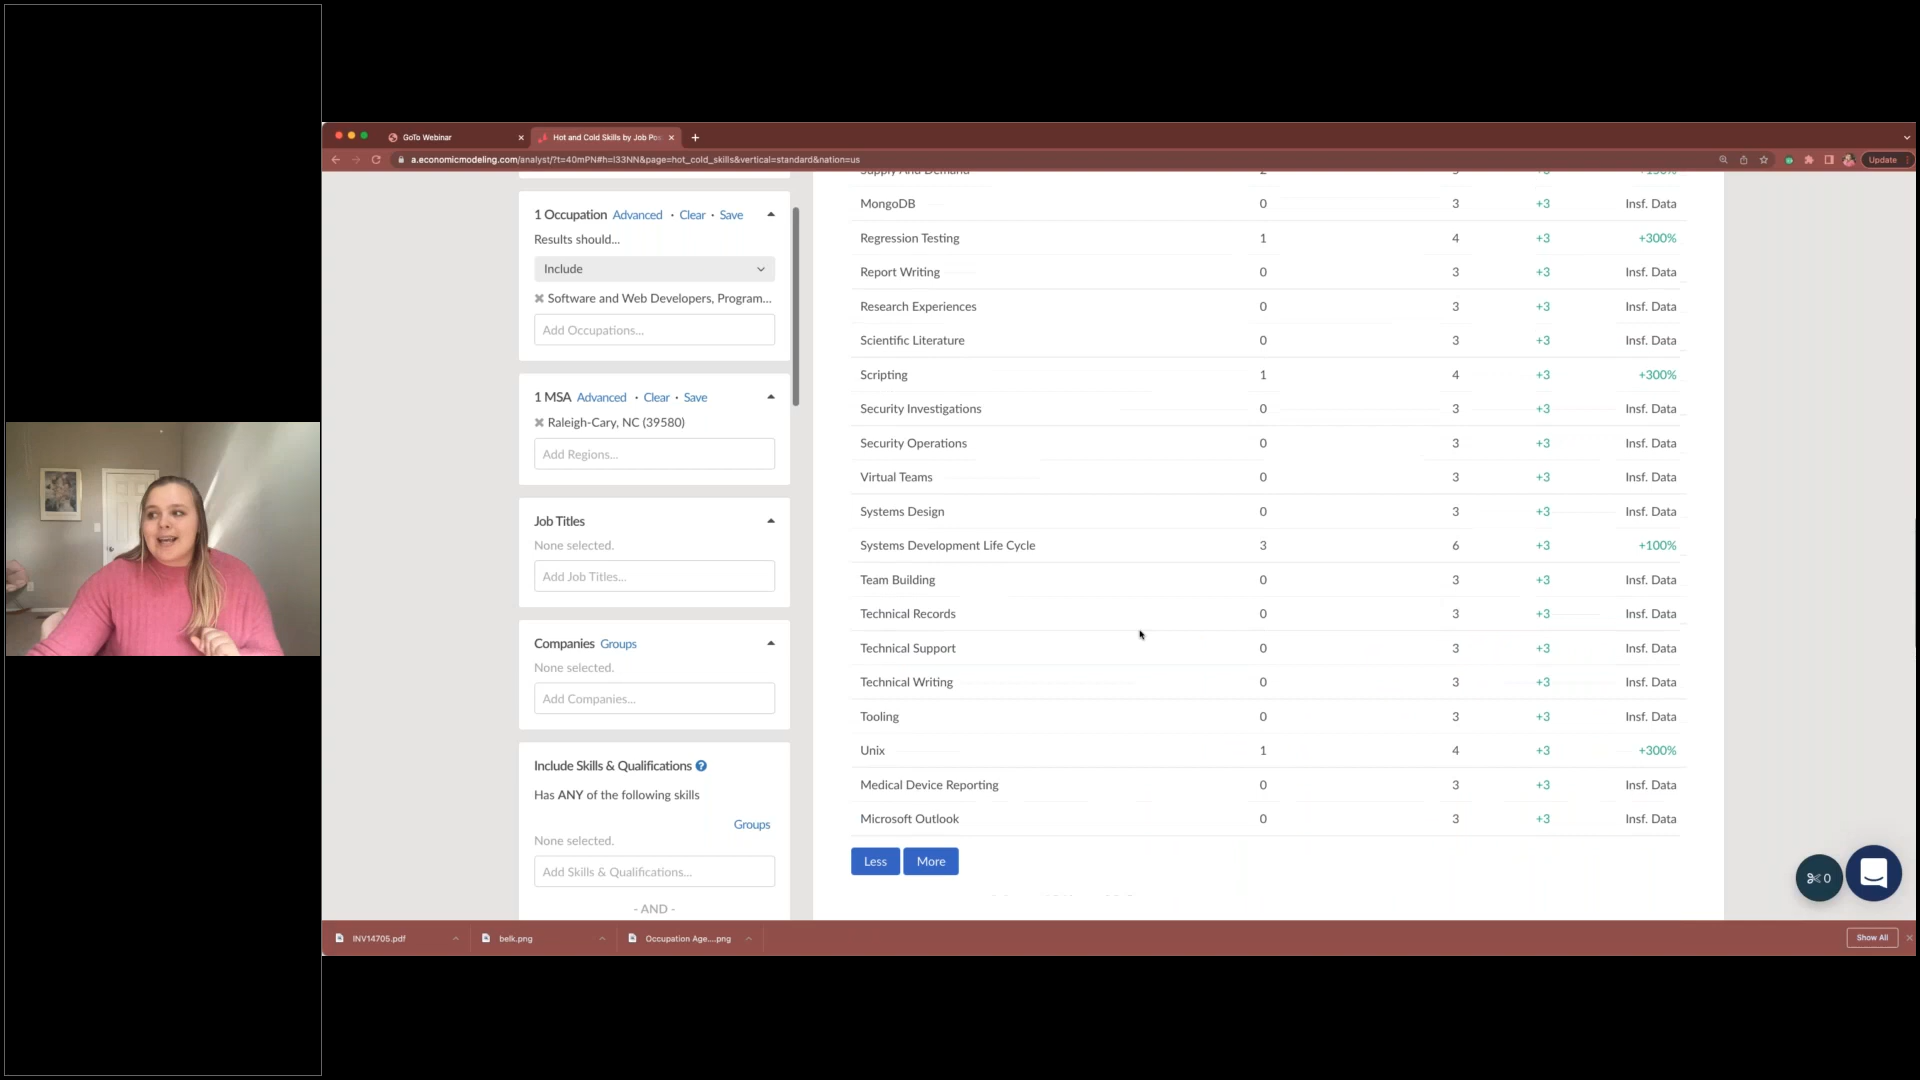 GoTo Webinar
Hot and Cold Skills by Job Po
a.economicmodeling.com/analyst/?t=40mPN#h=I33NN&page=hot_cold_skills&vertical=standard&nation=us
Update
1 Occupation Advanced · Clear · Save
Results should...
Include
Software and Web Developers, Program...
Add Occupations...
1 MSA Advanced · Clear · Save
Raleigh-Cary, NC (39580)
Add Regions...
Job Titles
None selected.
Add Job Titles...
Companies Groups
None selected.
Add Companies...
Include Skills & Qualifications ?
Has ANY of the following skills
Groups
None selected.
Add Skills & Qualifications...
- AND -
Supply And Demand
MongoDB 0 3 +3 Insf. Data
Regression Testing 1 4 +3 +300%
Report Writing 0 3 +3 Insf. Data
Research Experiences 0 3 +3 Insf. Data
Scientific Literature 0 3 +3 Insf. Data
Scripting 1 4 +3 +300%
Security Investigations 0 3 +3 Insf. Data
Security Operations 0 3 +3 Insf. Data
Virtual Teams 0 3 +3 Insf. Data
Systems Design 0 3 +3 Insf. Data
Systems Development Life Cycle 3 6 +3 +100%
Team Building 0 3 +3 Insf. Data
Technical Records 0 3 +3 Insf. Data
Technical Support 0 3 +3 Insf. Data
Technical Writing 0 3 +3 Insf. Data
Tooling 0 3 +3 Insf. Data
Unix 1 4 +3 +300%
Medical Device Reporting 0 3 +3 Insf. Data
Microsoft Outlook 0 3 +3 Insf. Data
Less More
0
INV14705.pdf
belk.png
Occupation Age....png
Show All